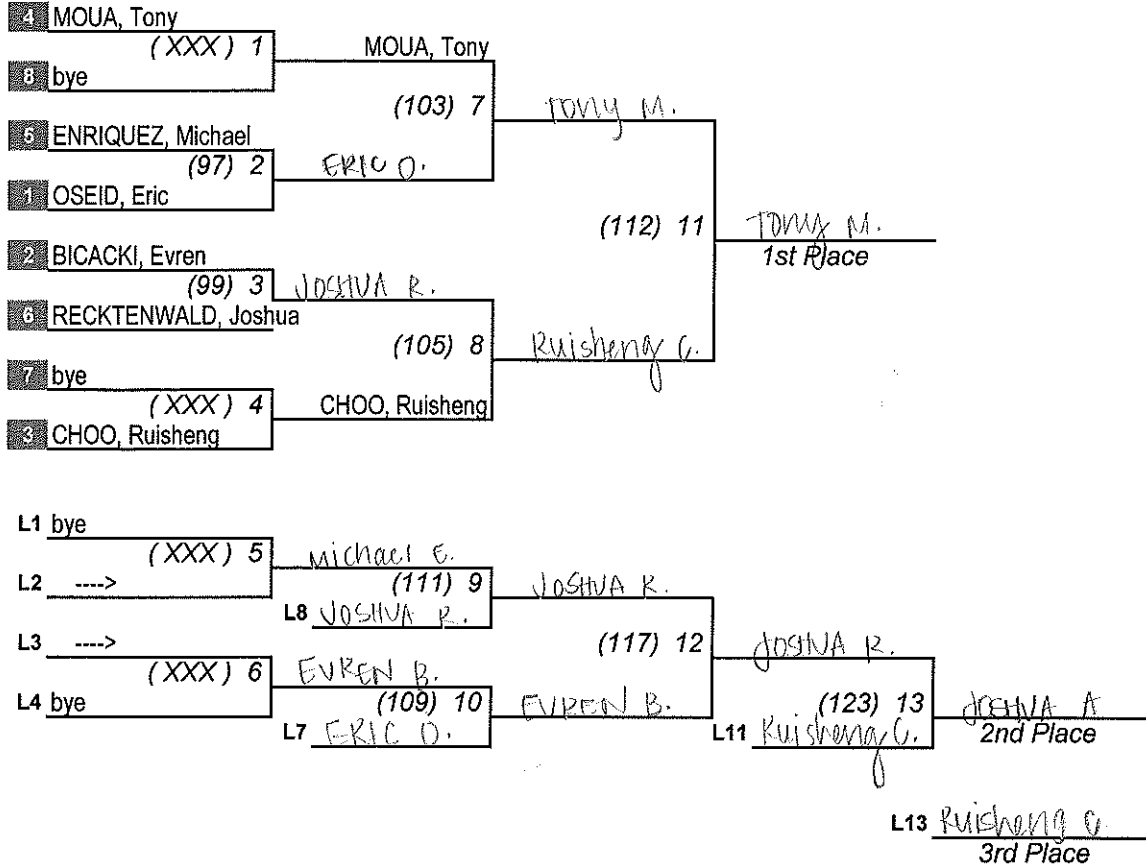 4 MOUA, Tony
(XXX) 1
MOUA, Tony
8 bye
(103) 7
TONY M.
5 ENRIQUEZ, Michael
(97) 2
ERIC O.
1 OSEID, Eric
(112) 11
TONY M.
1st Place
2 BICACKI, Evren
(99) 3
JOSHUA R.
6 RECKTENWALD, Joshua
(105) 8
Ruisheng C.
7 bye
(XXX) 4
CHOO, Ruisheng
3 CHOO, Ruisheng
L1 bye
(XXX) 5
Michael E.
L2 ---->
(111) 9
JOSHUA R.
L8 JOSHUA R.
L3 ---->
(117) 12
JOSHUA R.
(XXX) 6
EVREN B.
L4 bye
(109) 10
EVREN B.
(123) 13
JOSHUA A
2nd Place
L7 ERIC O.
L11 Ruisheng C.
L13 Ruisheng C.
3rd Place